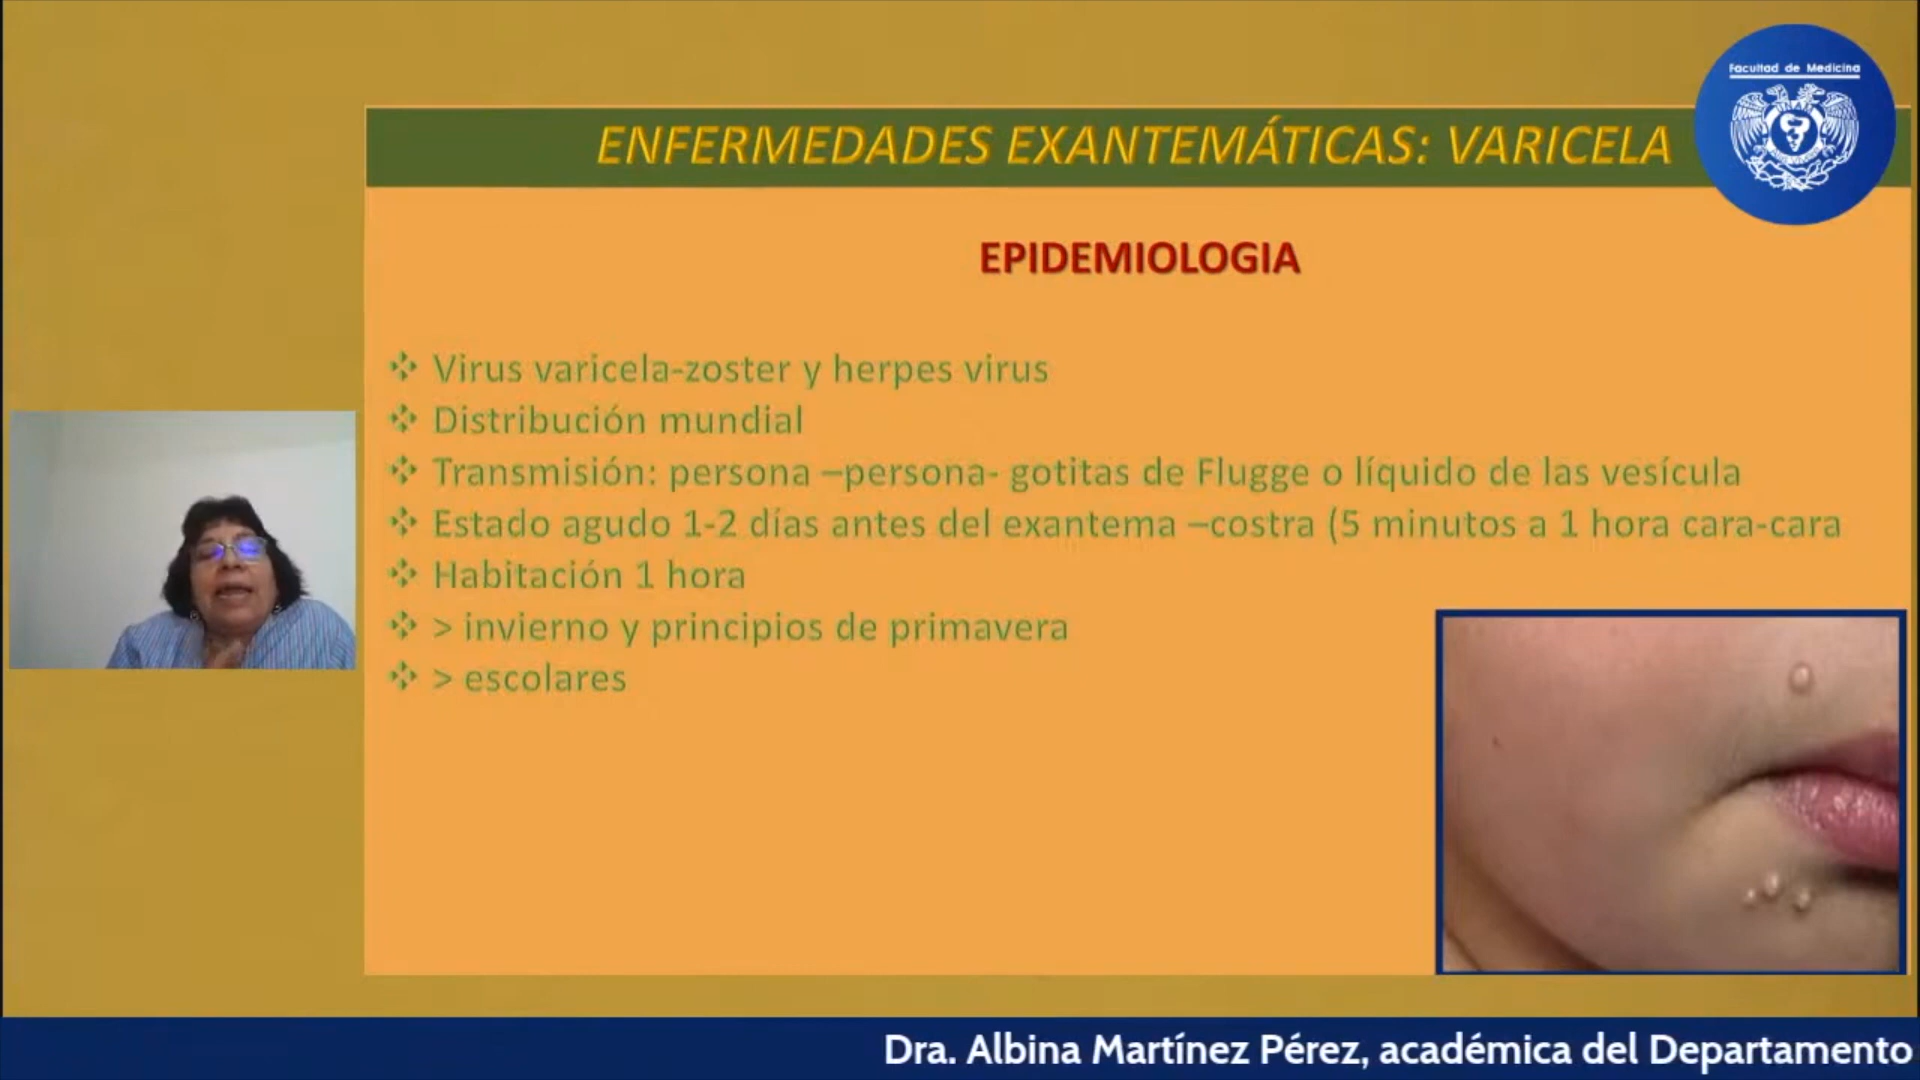 Facultad de Medicina
ENFERMEDADES EXANTEMÁTICAS: VARICELA
EPIDEMIOLOGIA
❖ Virus varicela-zoster y herpes virus
❖ Distribución mundial
❖ Transmisión: persona –persona- gotitas de Flugge o líquido de las vesícula
❖ Estado agudo 1-2 días antes del exantema –costra (5 minutos a 1 hora cara-cara
❖ Habitación 1 hora
❖ > invierno y principios de primavera
❖ > escolares
Dra. Albina Martínez Pérez, académica del Departamento